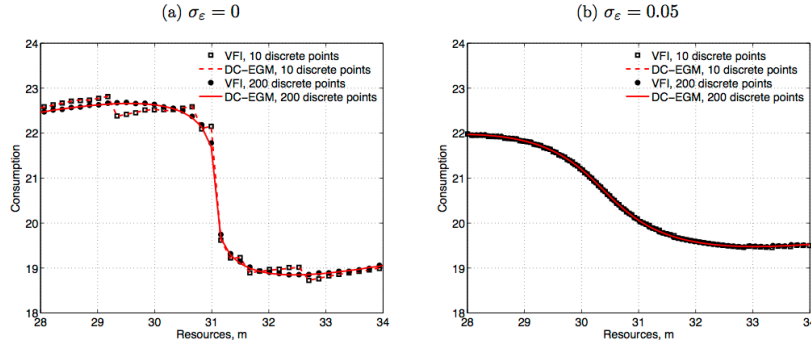 (a) σε = 0
24
23
22
21
20
19
18
Consumption
VFI, 10 discrete points
DC−EGM, 10 discrete points
VFI, 200 discrete points
DC−EGM, 200 discrete points
28 29 30 31 32 33 34
Resources, m
(b) σε = 0.05
24
23
22
21
20
19
18
Consumption
VFI, 10 discrete points
DC−EGM, 10 discrete points
VFI, 200 discrete points
DC−EGM, 200 discrete points
28 29 30 31 32 33 34
Resources, m